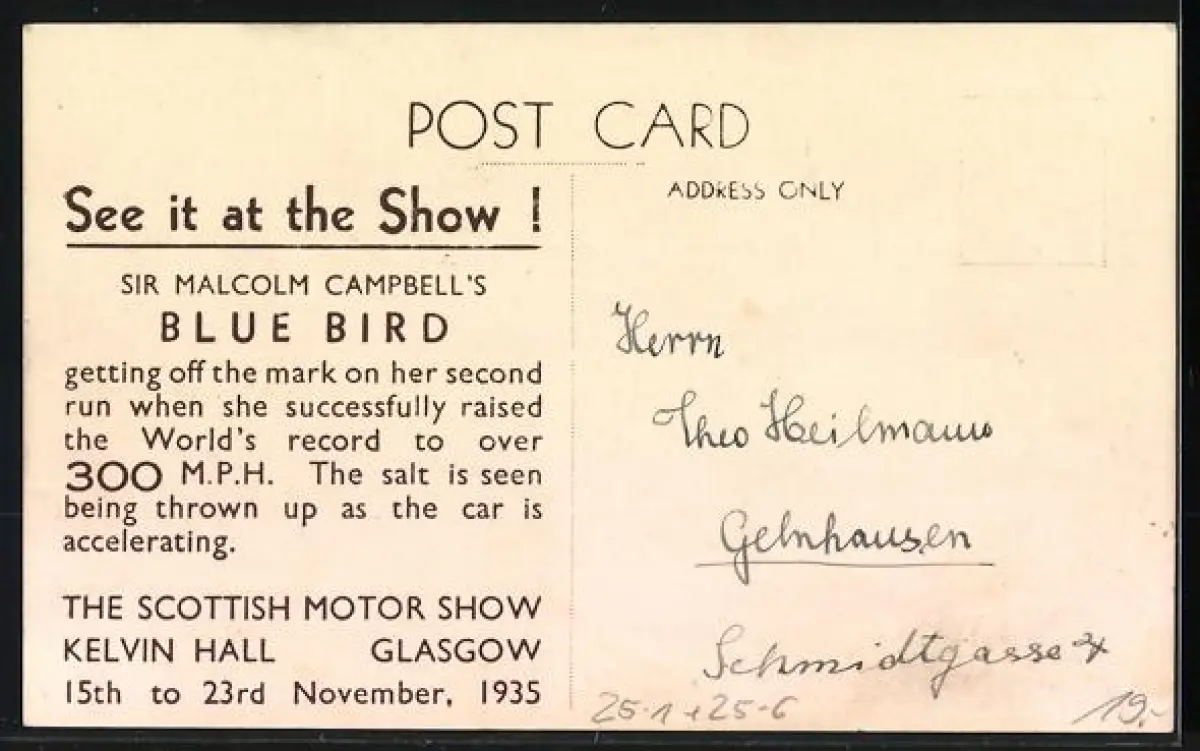 POST CARD
See it at the Show !
SIR MALCOLM CAMPBELL'S
BLUE BIRD
getting off the mark on her second
run when she successfully raised
the World's record to over
300 M.P.H. The salt is seen
being thrown up as the car is
accelerating.
THE SCOTTISH MOTOR SHOW
KELVIN HALL GLASGOW
15th to 23rd November, 1935
ADDRESS ONLY
Herrn
Theo Heilmann
Gelnhausen
Schmidtgasse
25-1+25-6
19.-